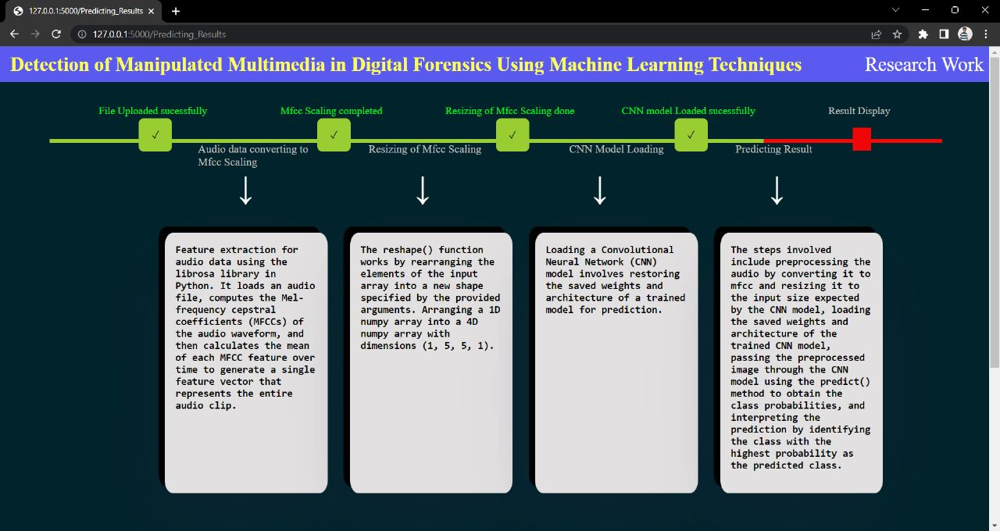 127.0.0.1:5000/Predicting_Results
127.0.0.1:5000/Predicting_Results
Detection of Manipulated Multimedia in Digital Forensics Using Machine Learning Techniques
Research Work
File Uploaded sucessfully
Mfcc Scaling completed
Resizing of Mfcc Scaling done
CNN model Loaded sucessfully
Result Display
Audio data converting to
Mfcc Scaling
Resizing of Mfcc Scaling
CNN Model Loading
Predicting Result
Feature extraction for
audio data using the
librosa library in
Python. It loads an audio
file, computes the Mel-
frequency cepstral
coefficients (MFCCs) of
the audio waveform, and
then calculates the mean
of each MFCC feature over
time to generate a single
feature vector that
represents the entire
audio clip.
The reshape() function
works by rearranging the
elements of the input
array into a new shape
specified by the provided
arguments. Arranging a 1D
numpy array into a 4D
numpy array with
dimensions (1, 5, 5, 1).
Loading a Convolutional
Neural Network (CNN)
model involves restoring
the saved weights and
architecture of a trained
model for prediction.
The steps involved
include preprocessing the
audio by converting it to
mfcc and resizing it to
the input size expected
by the CNN model, loading
the saved weights and
architecture of the
trained CNN model,
passing the preprocessed
image through the CNN
model using the predict()
method to obtain the
class probabilities, and
interpreting the
prediction by identifying
the class with the
highest probability as
the predicted class.